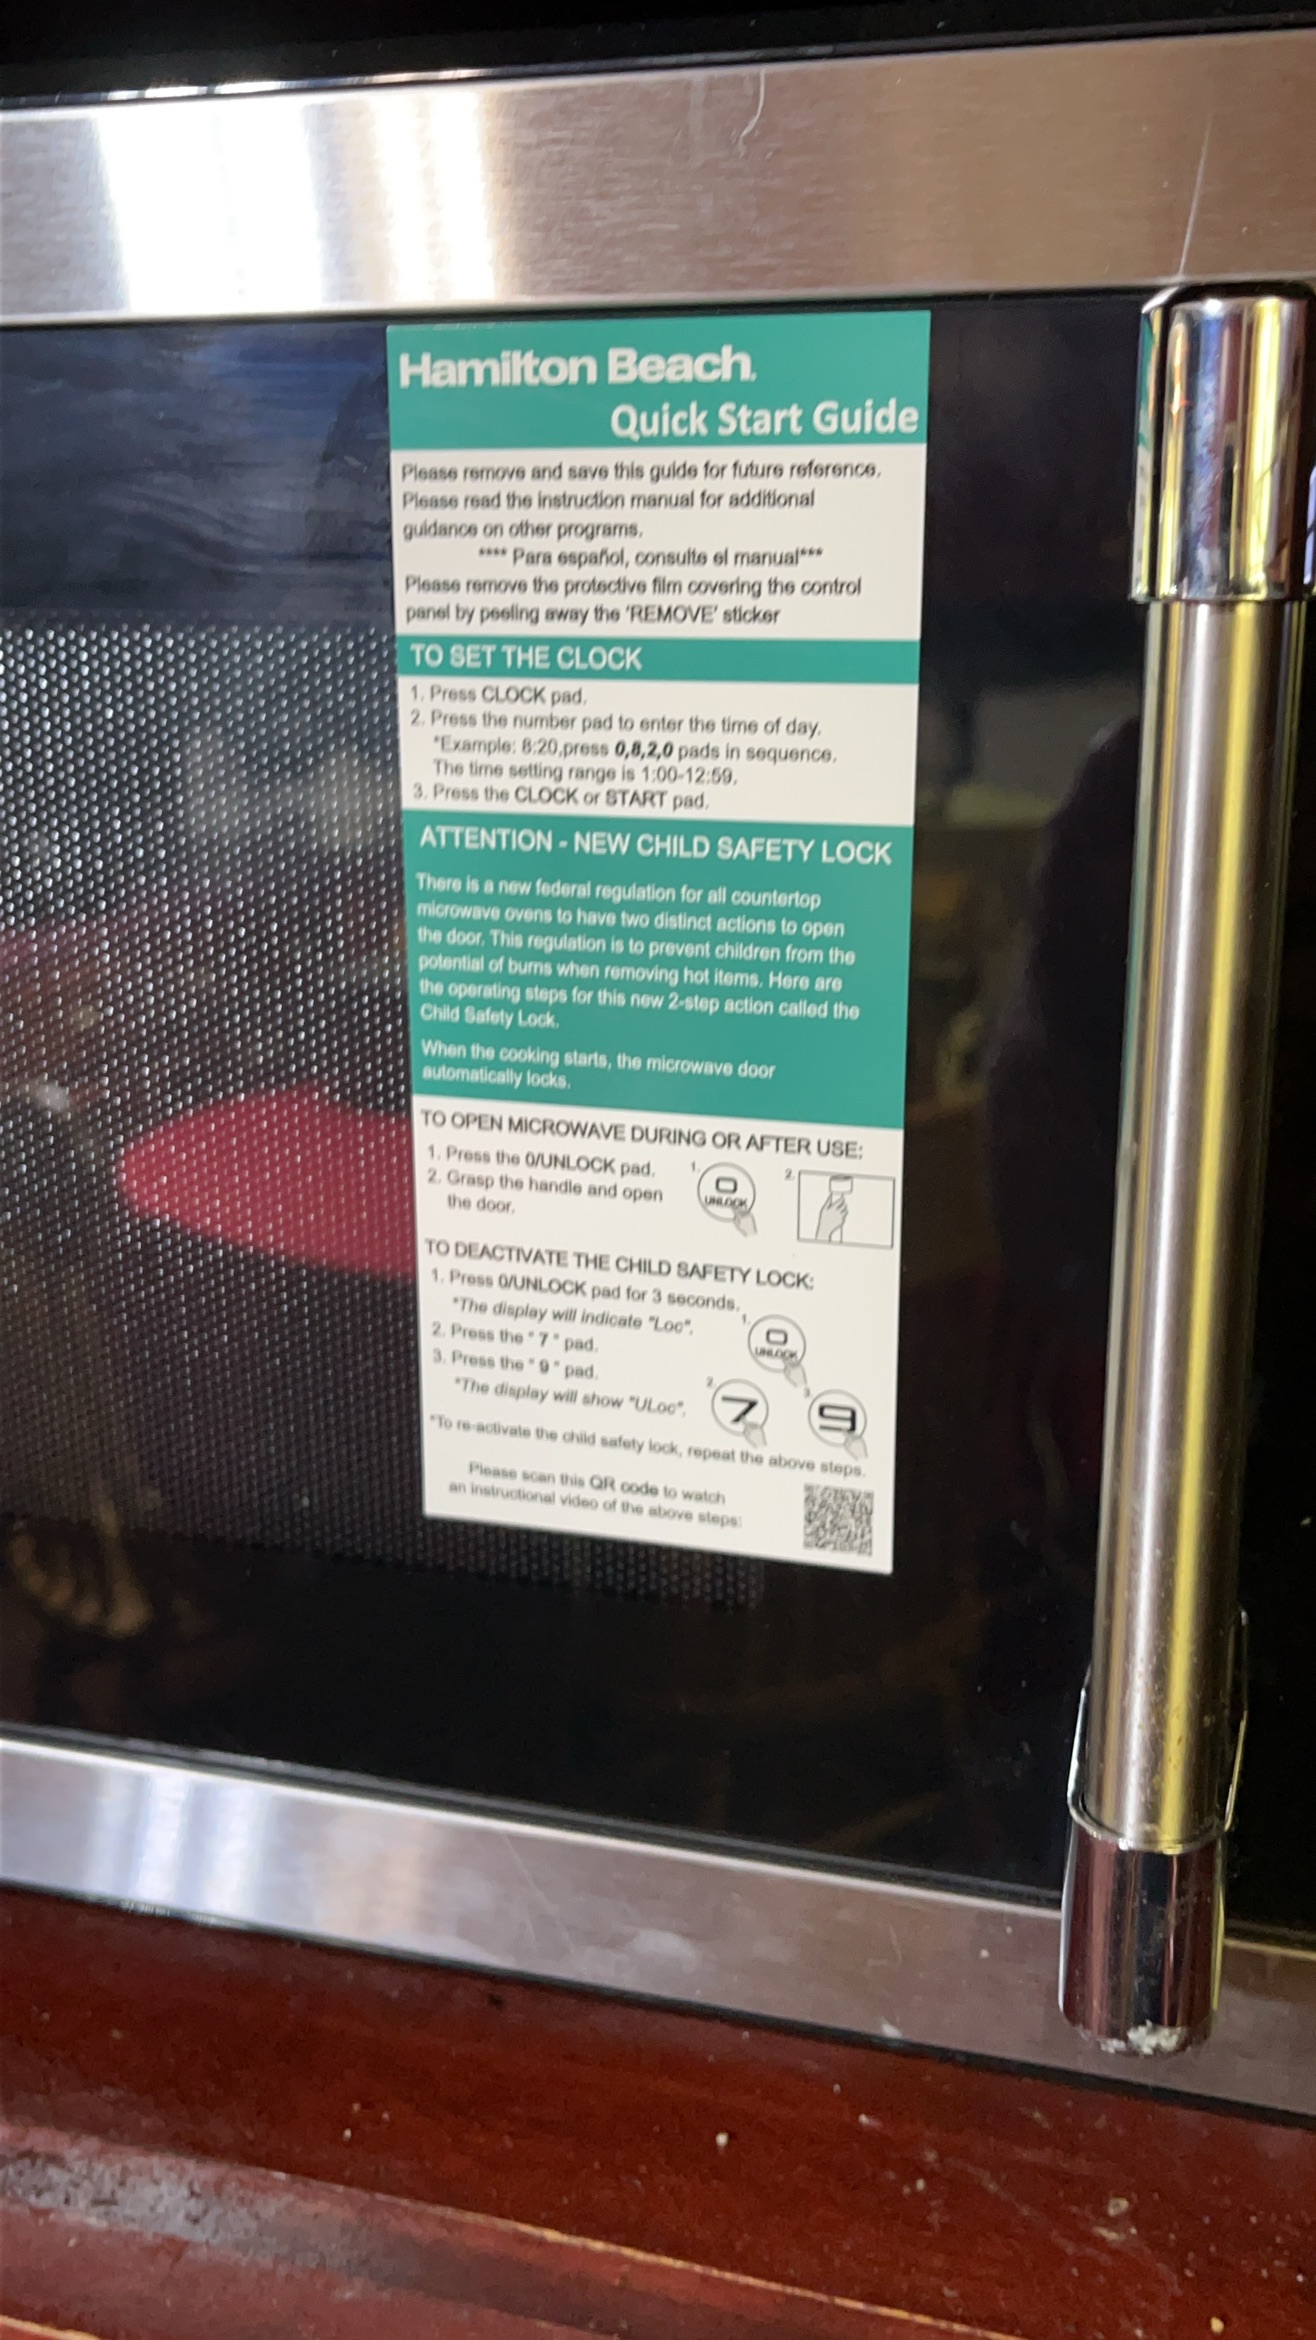 Hamilton Beach.
Quick Start Guide
Please remove and save this guide for future reference.
Please read the instruction manual for additional
guidance on other programs.
**** Para español, consulte el manual***
Please remove the protective film covering the control
panel by peeling away the 'REMOVE' sticker
TO SET THE CLOCK
1. Press CLOCK pad.
2. Press the number pad to enter the time of day.
*Example: 8:20,press 0,8,2,0 pads in sequence.
The time setting range is 1:00-12:59.
3. Press the CLOCK or START pad.
ATTENTION - NEW CHILD SAFETY LOCK
There is a new federal regulation for all countertop
microwave ovens to have two distinct actions to open
the door. This regulation is to prevent children from the
potential of burns when removing hot items. Here are
the operating steps for this new 2-step action called the
Child Safety Lock.
When the cooking starts, the microwave door
automatically locks.
TO OPEN MICROWAVE DURING OR AFTER USE:
1. Press the 0/UNLOCK pad.
2. Grasp the handle and open
the door.
1.
0
UNLOCK
2.
TO DEACTIVATE THE CHILD SAFETY LOCK:
1. Press 0/UNLOCK pad for 3 seconds.
*The display will indicate "Loc".
2. Press the " 7 " pad.
3. Press the " 9 " pad.
*The display will show "ULoc".
1.
0
UNLOCK
2.
7
3.
9
*To re-activate the child safety lock, repeat the above steps.
Please scan this QR code to watch
an instructional video of the above steps: